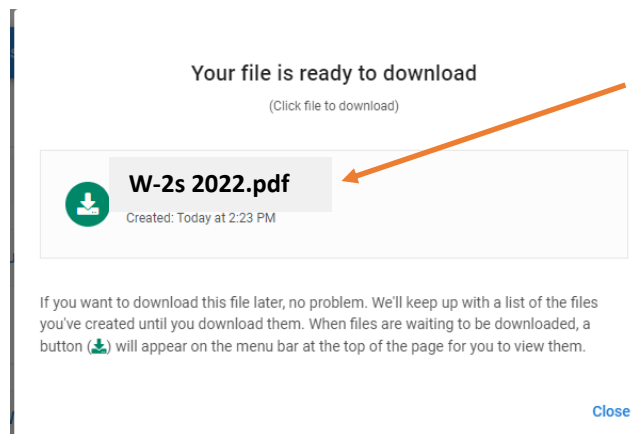 Your file is ready to download
(Click file to download)
W-2s 2022.pdf
Created: Today at 2:23 PM
If you want to download this file later, no problem. We'll keep up with a list of the files
you've created until you download them. When files are waiting to be downloaded, a
button () will appear on the menu bar at the top of the page for you to view them.
Close